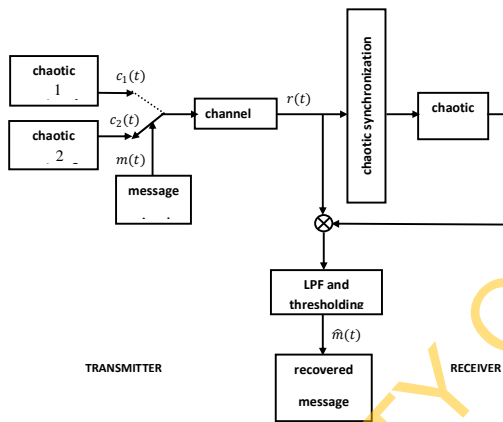 chaotic
1
c₁(t)
chaotic
2
c₂(t)
m(t)
message
channel
r(t)
chaotic synchronization
chaotic
LPF and
thresholding
m̂(t)
recovered
message
TRANSMITTER
RECEIVER